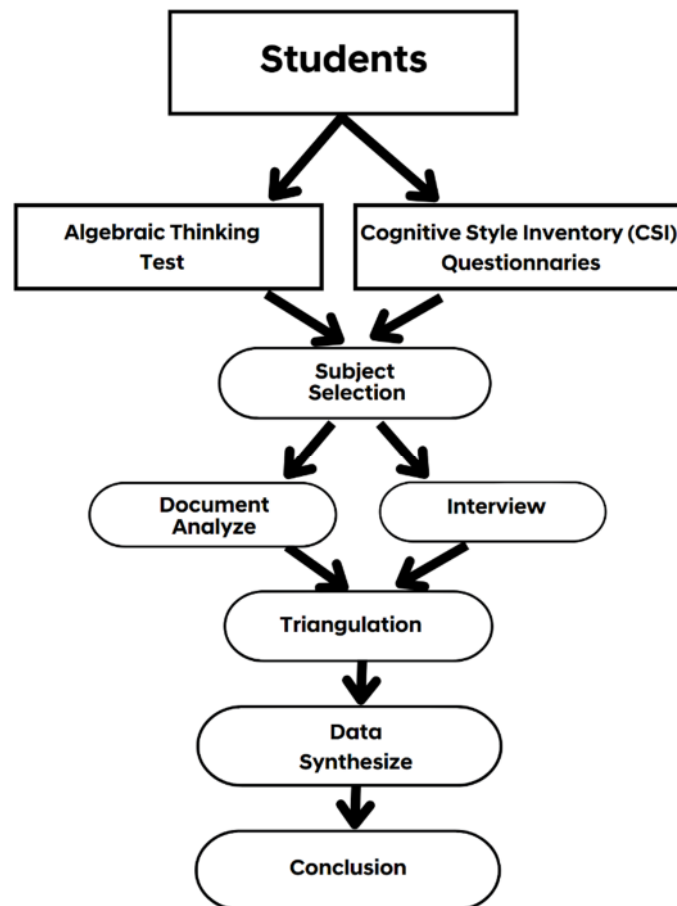 Students
Algebraic Thinking
Test
Cognitive Style Inventory (CSI)
Questionnaries
Subject
Selection
Document
Analyze
Interview
Triangulation
Data
Synthesize
Conclusion